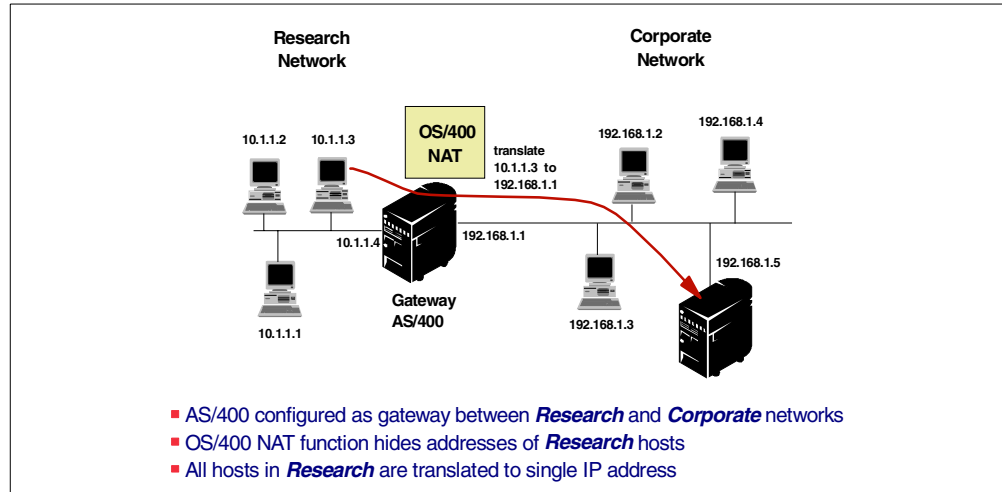 Research
Network
Corporate
Network
10.1.1.2
10.1.1.3
OS/400
NAT
translate
10.1.1.3 to
192.168.1.1
192.168.1.2
192.168.1.4
10.1.1.4
192.168.1.1
192.168.1.5
Gateway
AS/400
10.1.1.1
192.168.1.3
AS/400 configured as gateway between Research and Corporate networks
OS/400 NAT function hides addresses of Research hosts
All hosts in Research are translated to single IP address